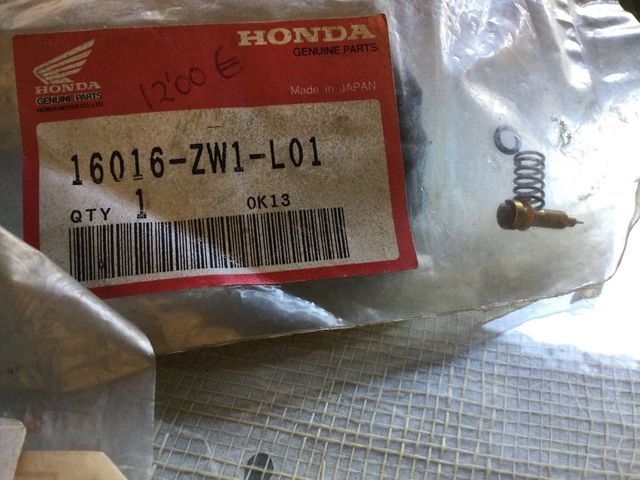 HONDA
GENUINE PARTS
HONDA
GENUINE PARTS
HONDA MOTOR CO.,LTD.
12'00 €
Made in JAPAN
16016-ZW1-L01
QTY 1 0K13